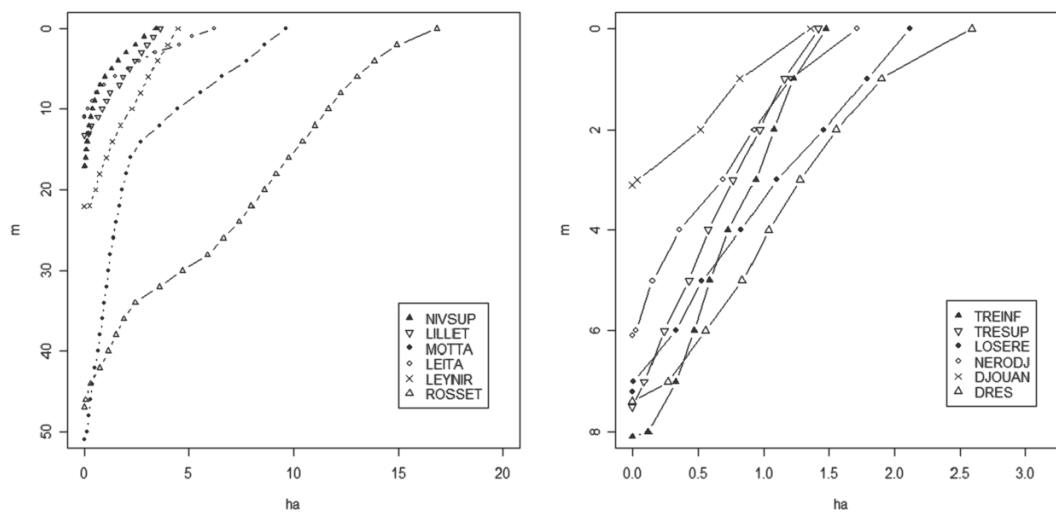 0
10
20
30
40
50
m
NIVSUP
LILLET
MOTTA
LEITA
LEYNIR
ROSSET
0 5 10 15 20
ha
0
2
4
6
8
m
TREINF
TRESUP
LOSERE
NERODJ
DJOUAN
DRES
0.0 0.5 1.0 1.5 2.0 2.5 3.0
ha